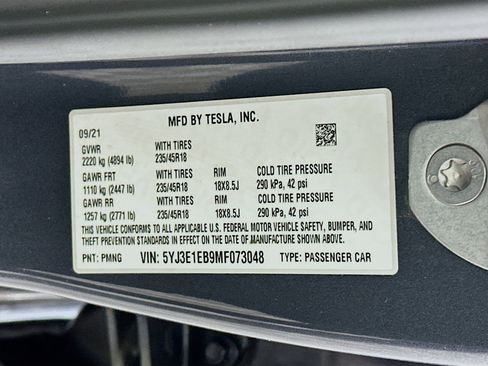 MFD BY TESLA, INC.
09/21
GVWR WITH TIRES
2220 kg (4894 lb) 235/45R18
GAWR FRT WITH TIRES RIM COLD TIRE PRESSURE
1110 kg (2447 lb) 235/45R18 18X8.5J 290 kPa, 42 psi
GAWR RR WITH TIRES RIM COLD TIRE PRESSURE
1257 kg (2771 lb) 235/45R18 18X8.5J 290 kPa, 42 psi
THIS VEHICLE CONFORMS TO ALL APPLICABLE U.S. FEDERAL MOTOR VEHICLE SAFETY, BUMPER, AND
THEFT PREVENTION STANDARDS IN EFFECT ON THE DATE OF MANUFACTURE SHOWN ABOVE.
PNT: PMNG VIN: 5YJ3E1EB9MF073048 TYPE: PASSENGER CAR